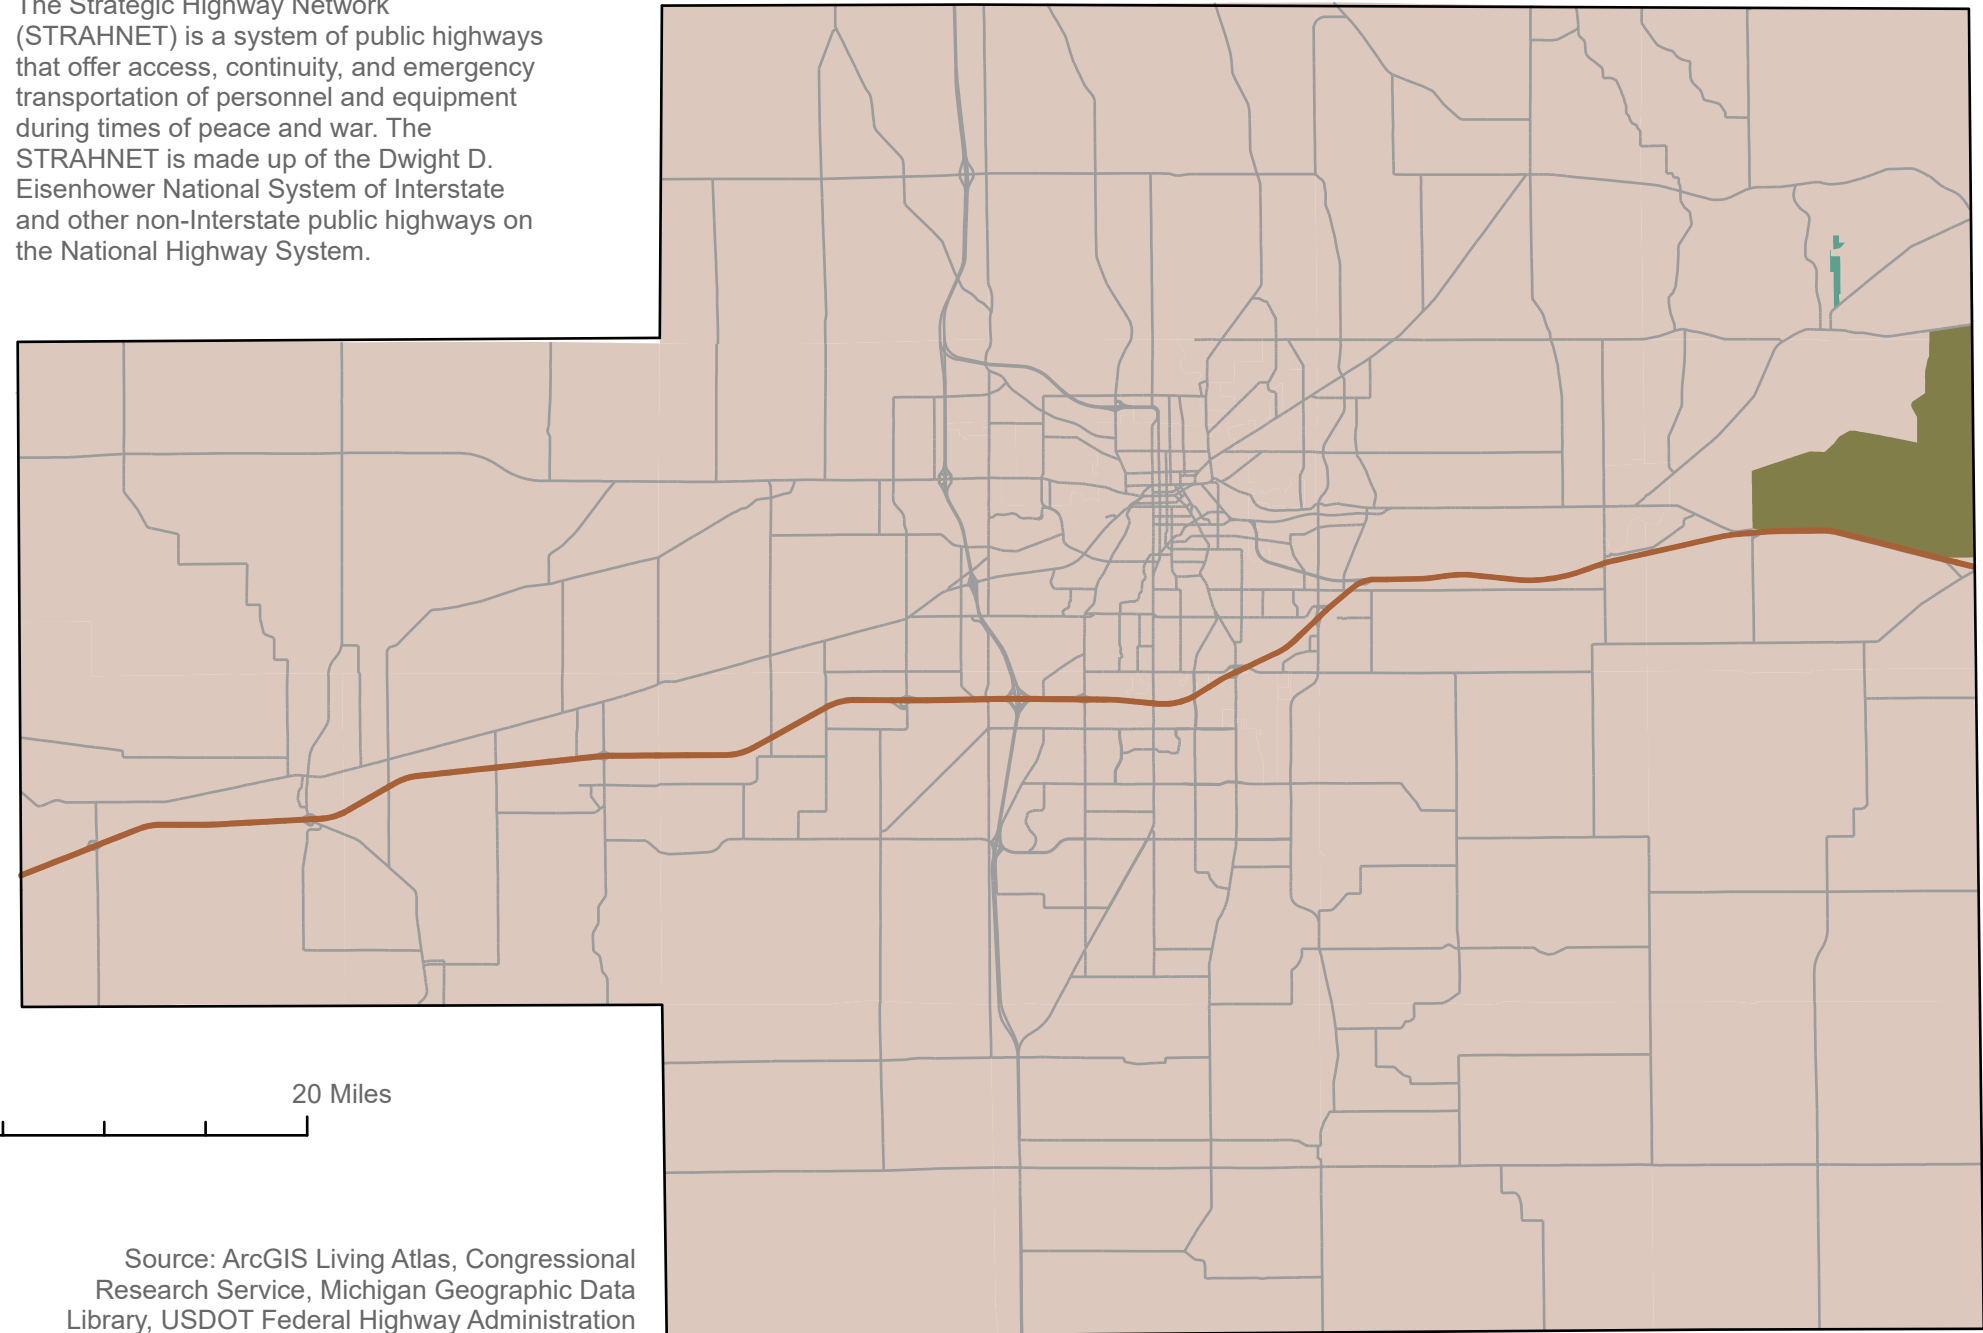 The Strategic Highway Network
(STRAHNET) is a system of public highways
that offer access, continuity, and emergency
transportation of personnel and equipment
during times of peace and war. The
STRAHNET is made up of the Dwight D.
Eisenhower National System of Interstate
and other non-Interstate public highways on
the National Highway System.
20 Miles
Source: ArcGIS Living Atlas, Congressional
Research Service, Michigan Geographic Data
Library, USDOT Federal Highway Administration